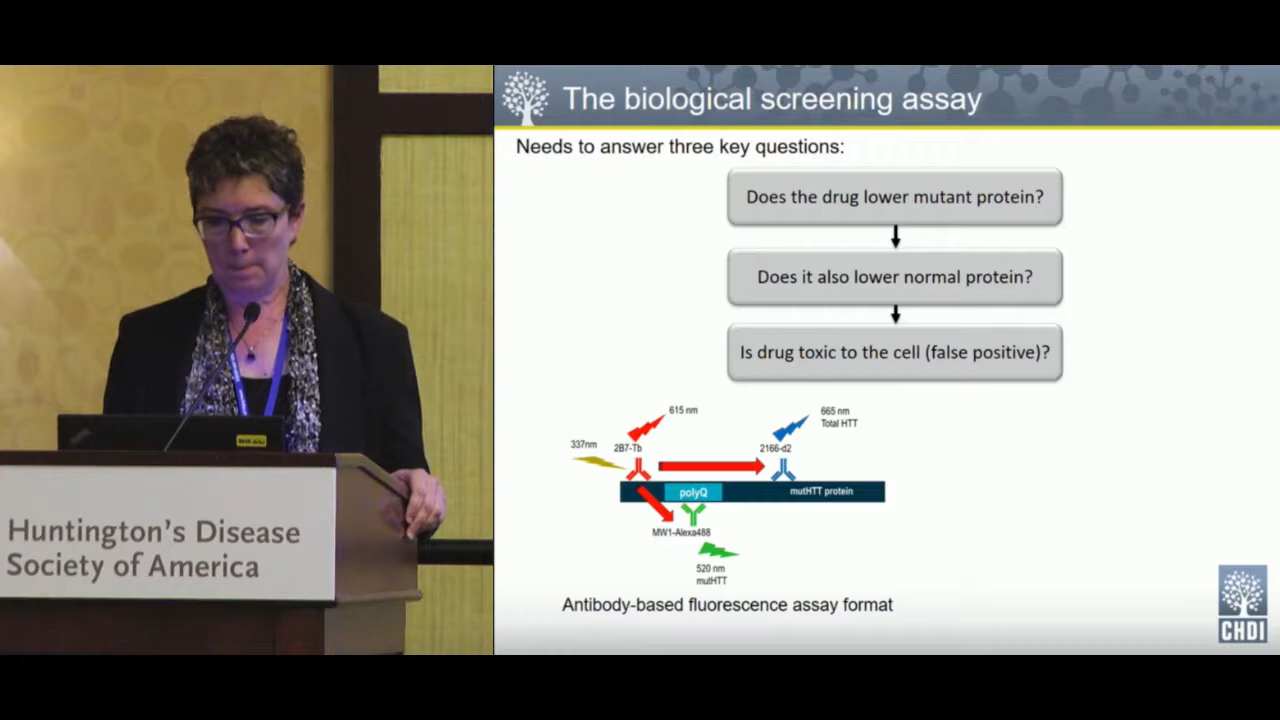 The biological screening assay
Needs to answer three key questions:
Does the drug lower mutant protein?
Does it also lower normal protein?
Is drug toxic to the cell (false positive)?
615 nm
665 nm
Total HTT
337nm
2B7-Tb
2166-d2
polyQ
mutHTT protein
MW1-Alexa488
520 nm
mutHTT
Antibody-based fluorescence assay format
CHDI
Huntington's Disease
Society of America